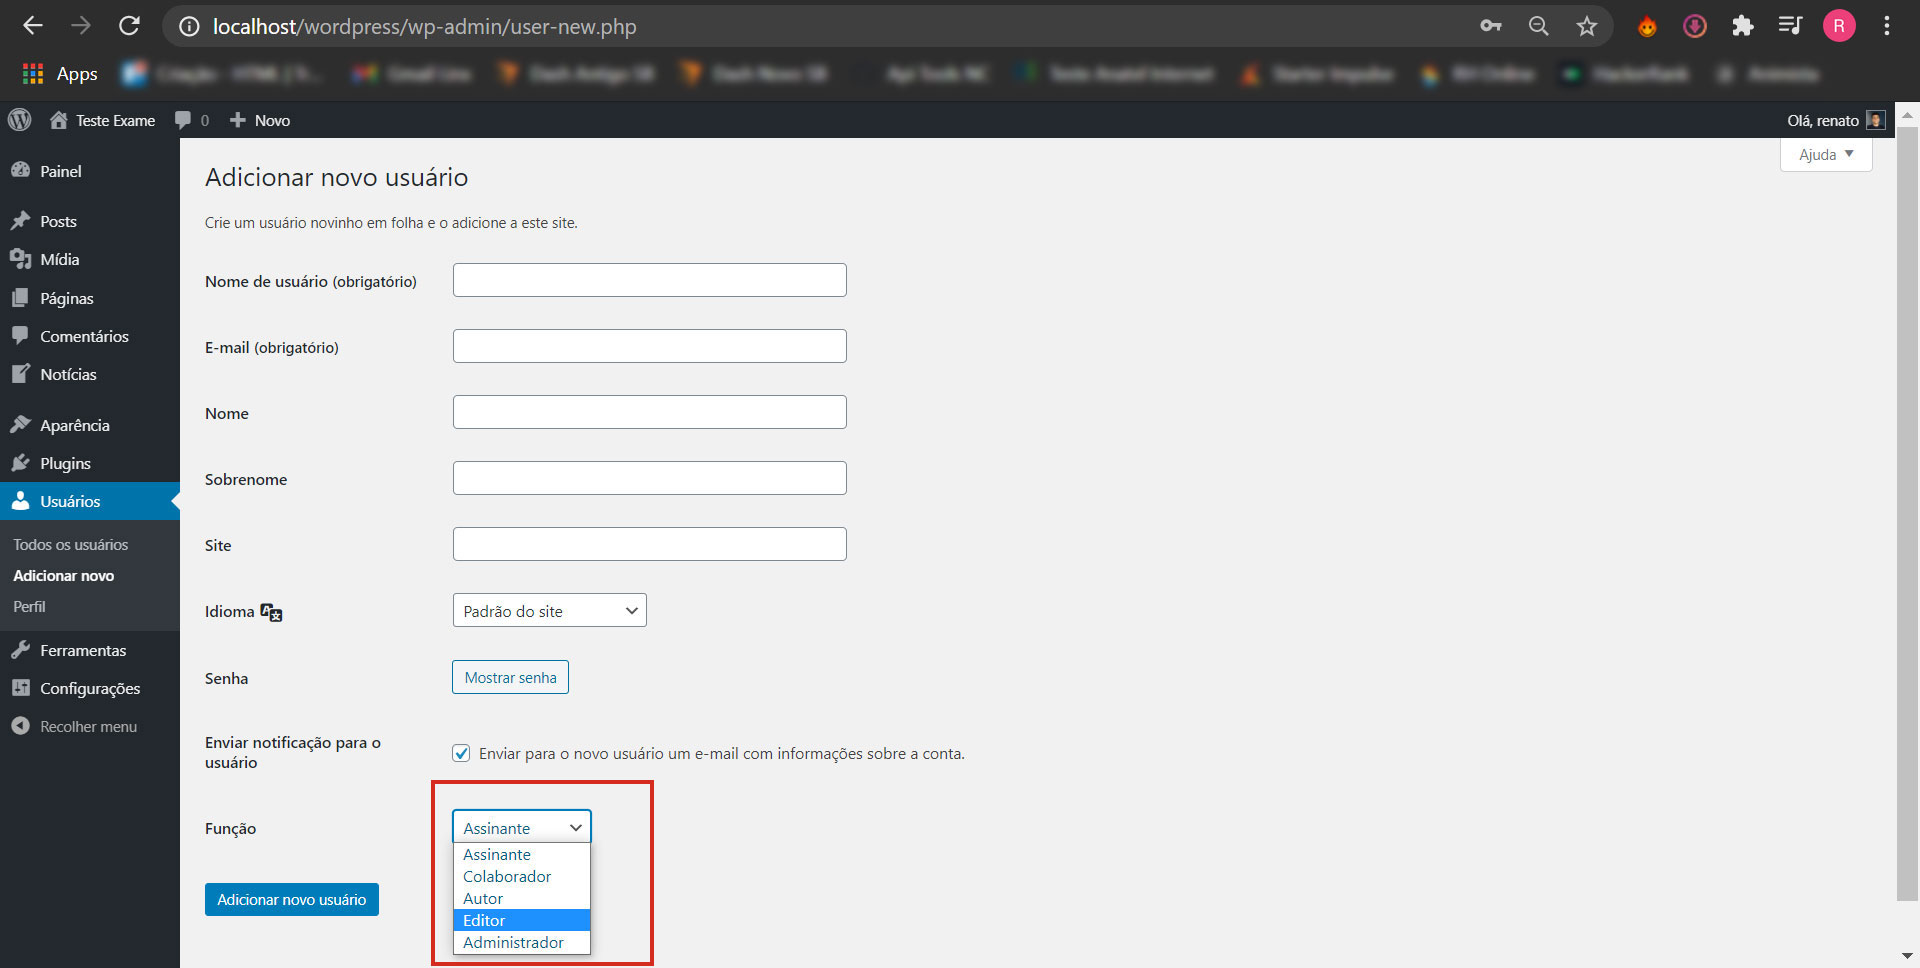 localhost/wordpress/wp-admin/user-new.php
R
Apps
Teste Exame 0 Novo
Olá, renato
Ajuda
Painel
Posts
Mídia
Páginas
Comentários
Notícias
Aparência
Plugins
Usuários
Todos os usuários
Adicionar novo
Perfil
Ferramentas
Configurações
Recolher menu
Adicionar novo usuário
Crie um usuário novinho em folha e o adicione a este site.
Nome de usuário (obrigatório)
E-mail (obrigatório)
Nome
Sobrenome
Site
Idioma
Padrão do site
Senha
Mostrar senha
Enviar notificação para o
usuário
Enviar para o novo usuário um e-mail com informações sobre a conta.
Função
Assinante
Assinante
Colaborador
Autor
Editor
Administrador
Adicionar novo usuário